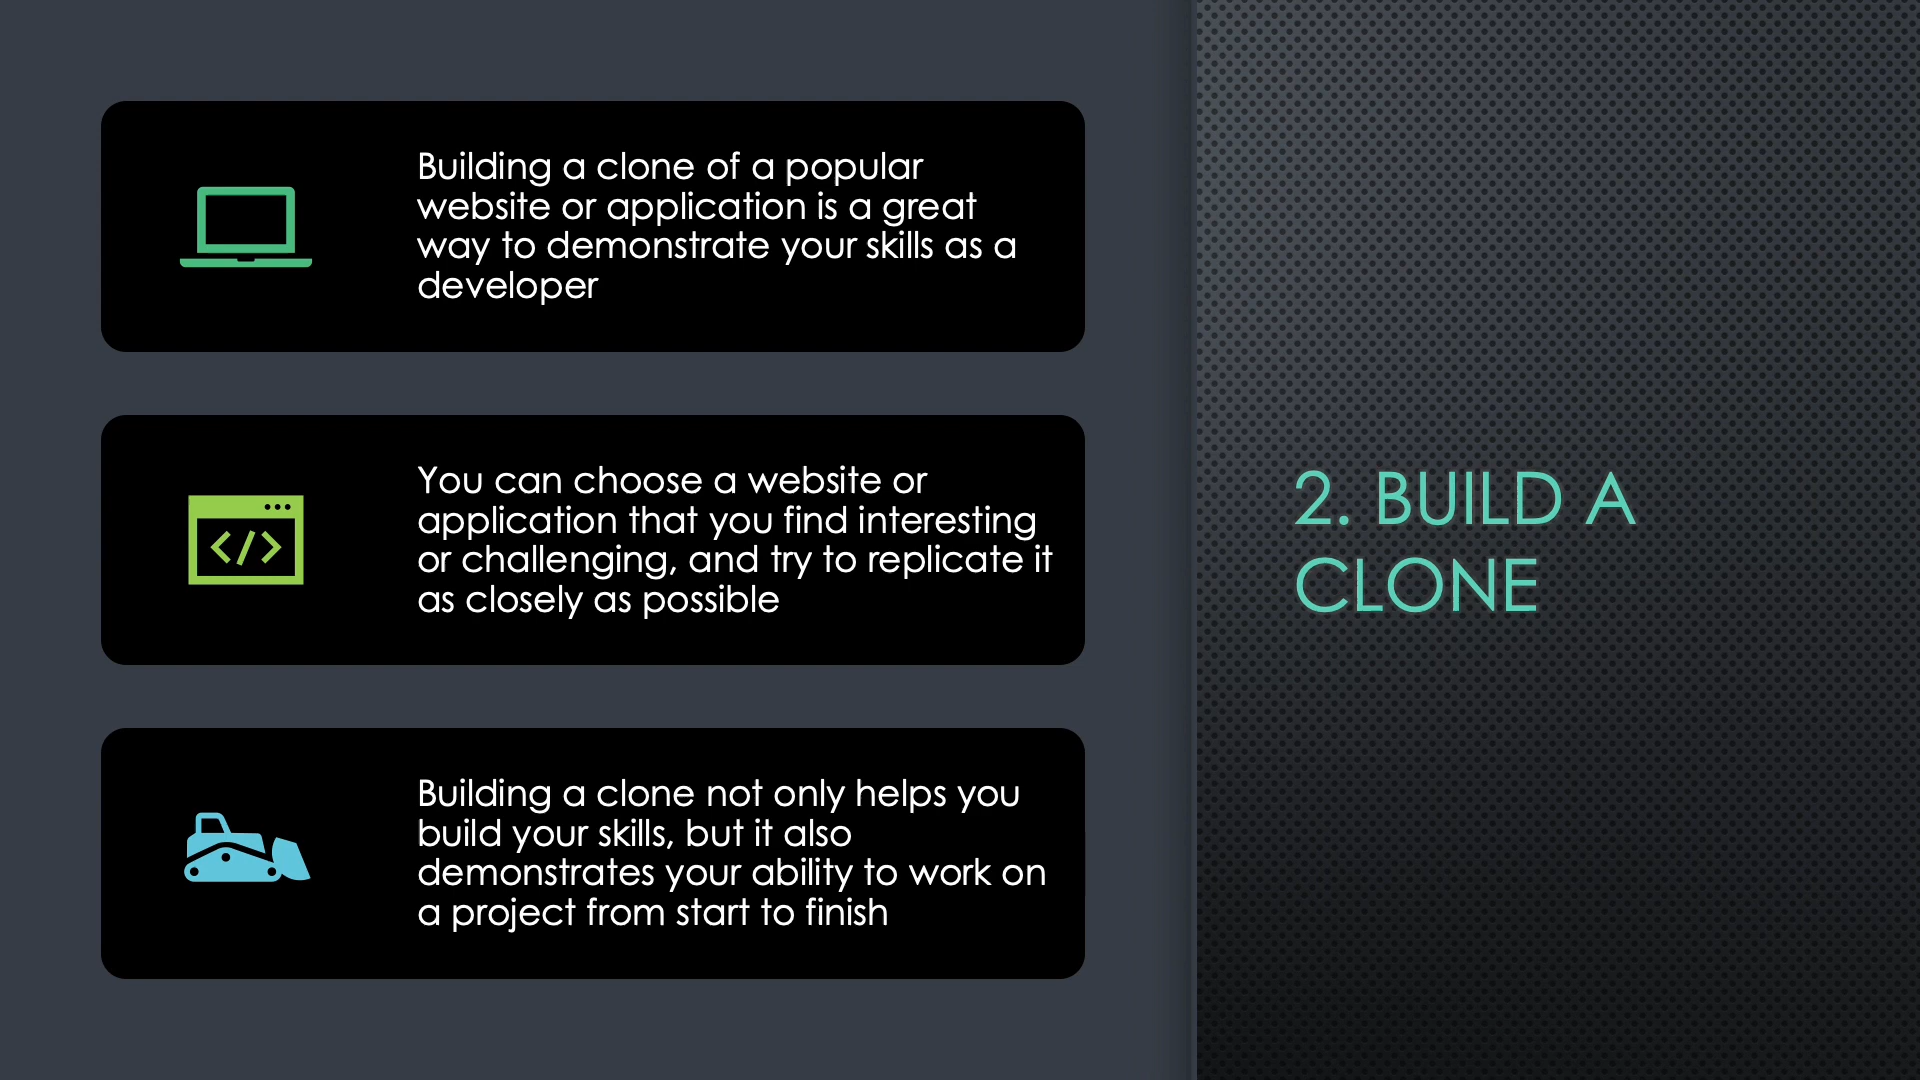 Building a clone of a popular
website or application is a great
way to demonstrate your skills as a
developer
You can choose a website or
application that you find interesting
or challenging, and try to replicate it
as closely as possible
Building a clone not only helps you
build your skills, but it also
demonstrates your ability to work on
a project from start to finish
2. BUILD A
CLONE